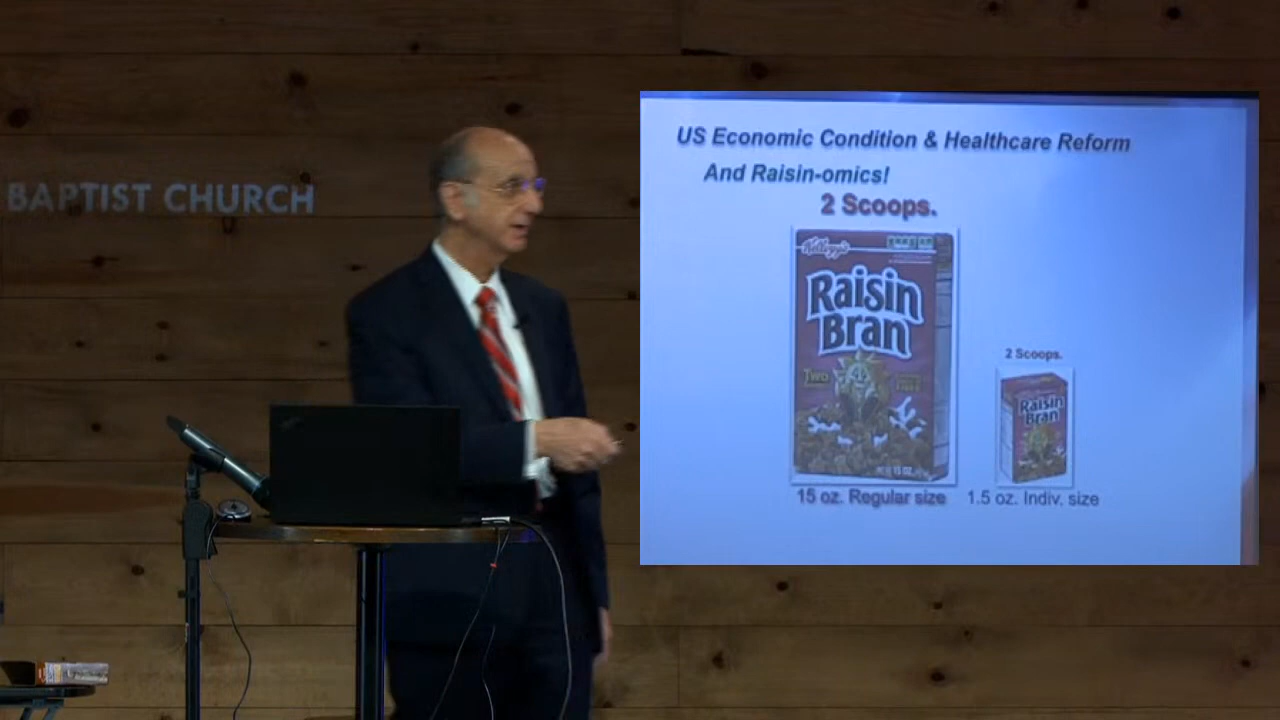 BAPTIST CHURCH
US Economic Condition & Healthcare Reform
And Raisin-omics!
2 Scoops.
Kellogg's
Raisin
Bran
TWO
15 oz. Regular size
2 Scoops.
Raisin
Bran
1.5 oz. Indiv. size